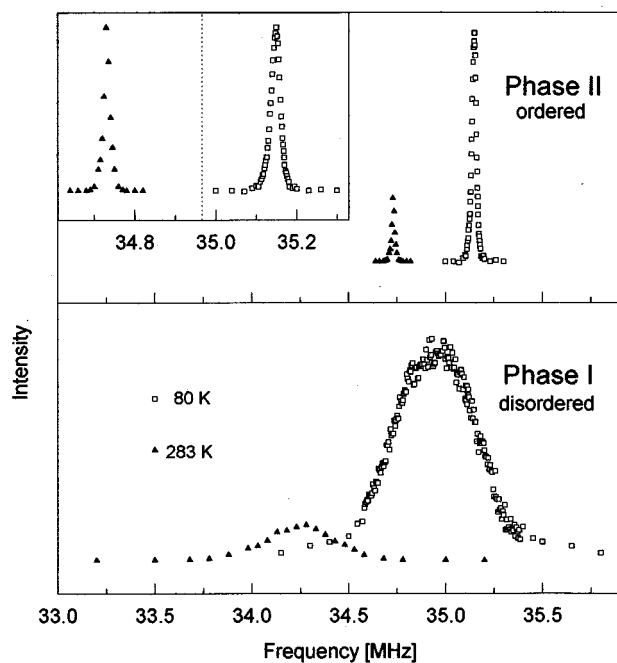 34.8 35.0 35.2
Phase II
ordered
Intensity
Phase I
disordered
80 K
283 K
33.0 33.5 34.0 34.5 35.0 35.5
Frequency [MHz]